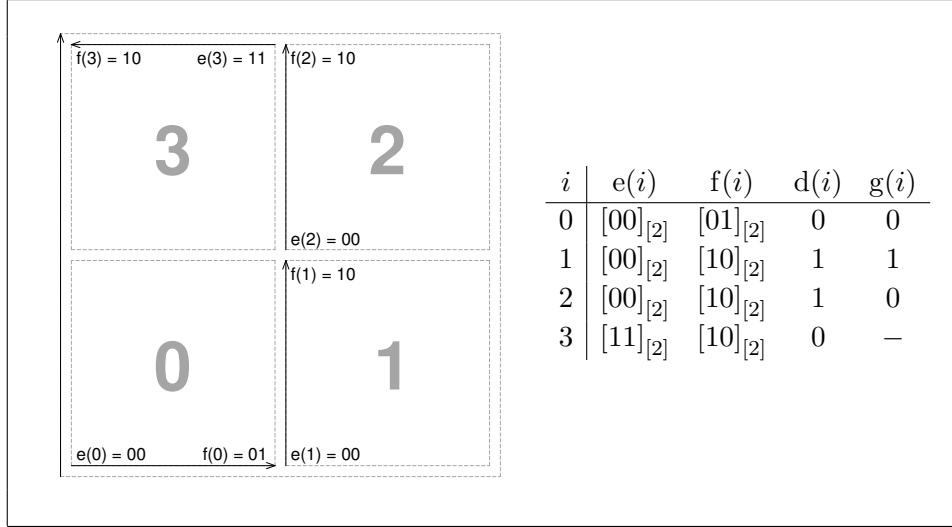 f(3) = 10 e(3) = 11 f(2) = 10
3 2
e(2) = 00
f(1) = 10
0 1
e(0) = 00 f(0) = 01 e(1) = 00
i e(i) f(i) d(i) g(i)
0 [00][2] [01][2] 0 0
1 [00][2] [10][2] 1 1
2 [00][2] [10][2] 1 0
3 [11][2] [10][2] 0 −